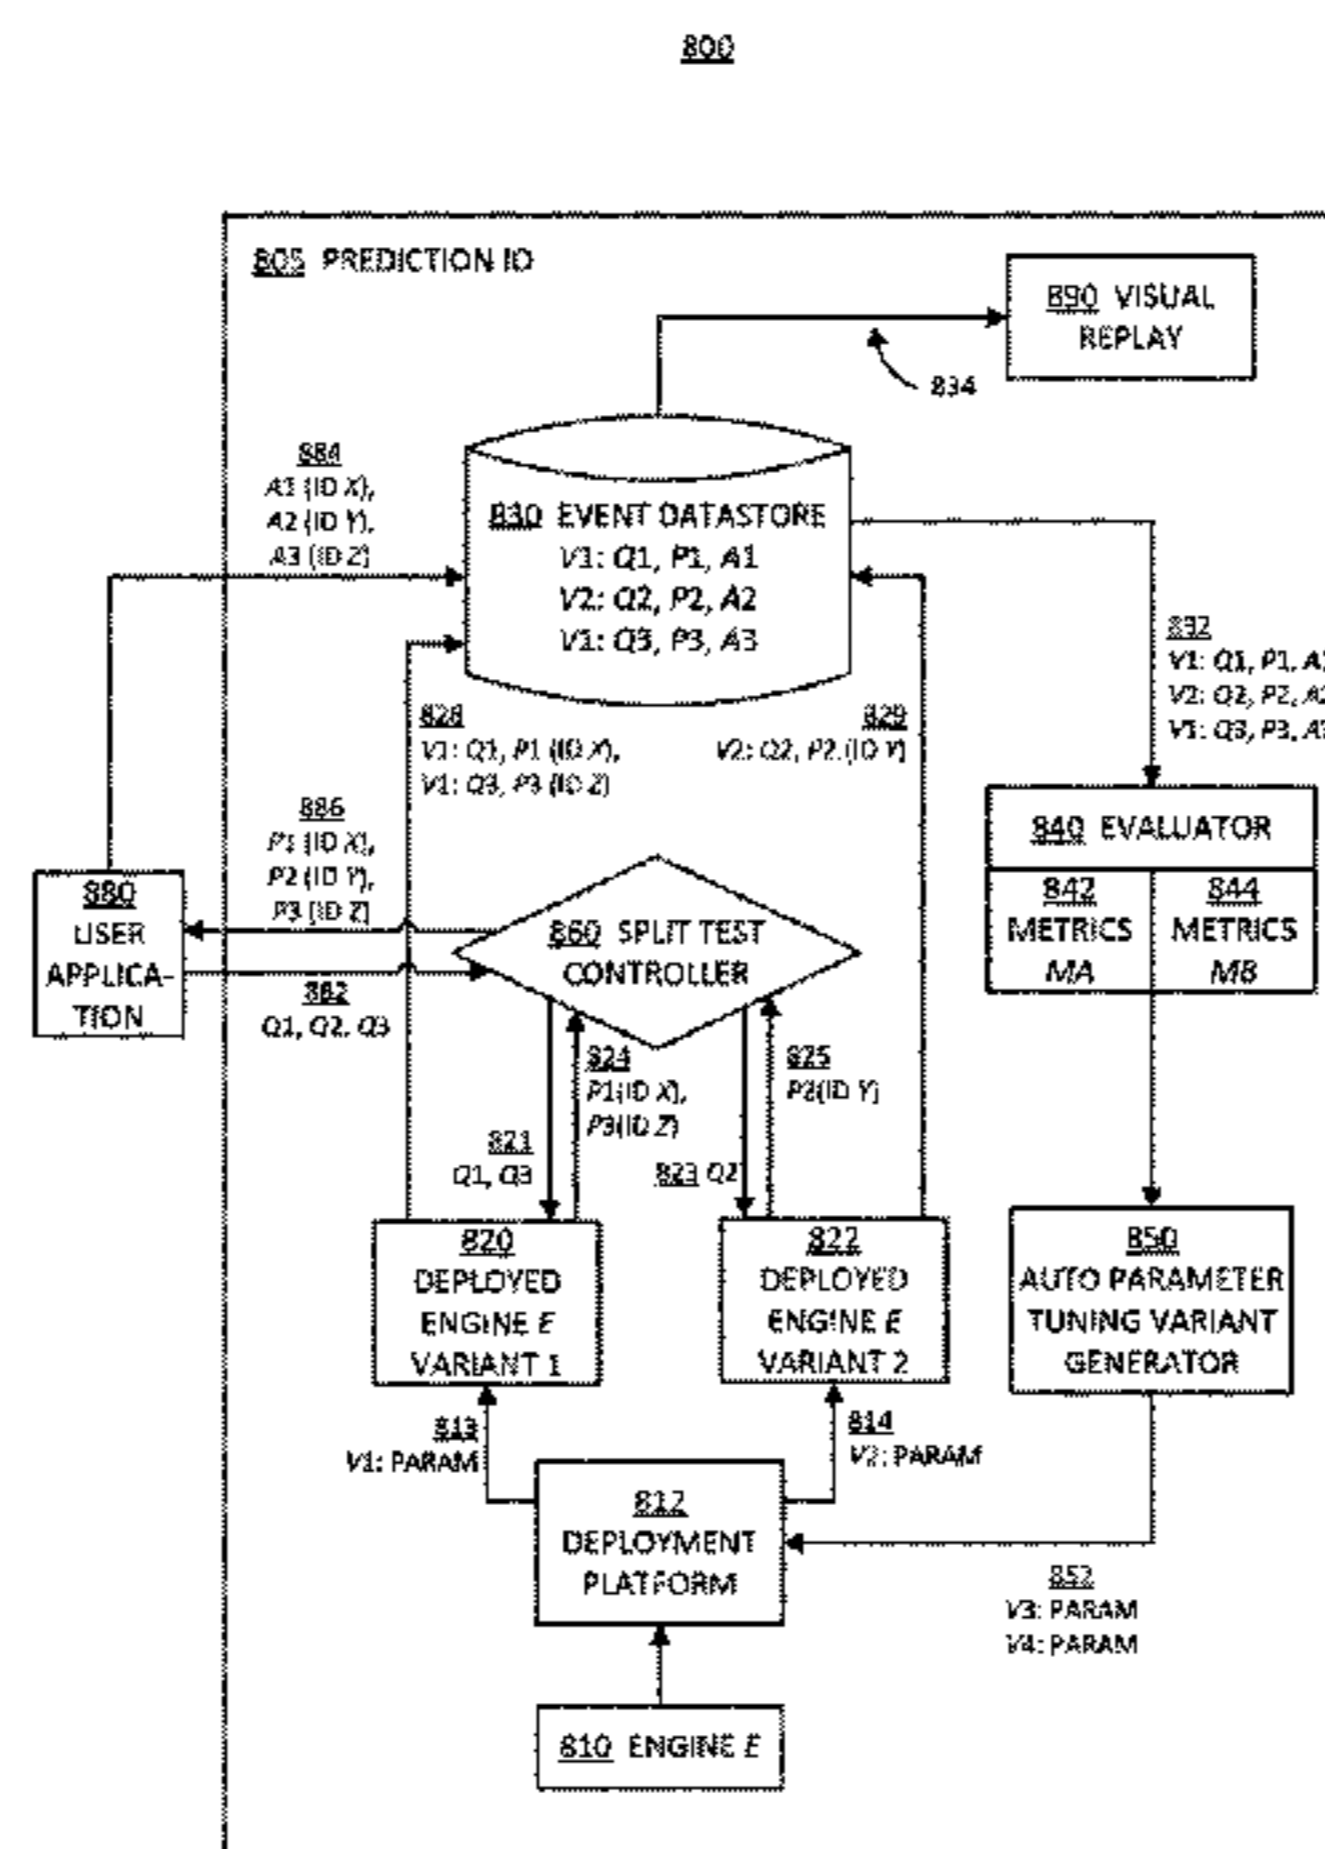 800
805 PREDICTION IO
890 VISUAL
REPLAY
834
884
A1 (ID X),
A2 (ID Y),
A3 (ID Z)
830 EVENT DATASTORE
V1: Q1, P1, A1
V2: Q2, P2, A2
V1: Q3, P3, A3
832
V1: Q1, P1, A
V2: Q2, P2, A2
V1: Q3, P3, A
828
V1: Q1, P1 (ID X),
V1: Q3, P3 (ID Z)
829
V2: Q2, P2, (ID Y)
886
P1 (ID X),
P2 (ID Y),
P3 (ID Z)
840 EVALUATOR
842
METRICS
MA
844
METRICS
MB
880
USER
APPLICA-
TION
860 SPLIT TEST
CONTROLLER
882
Q1, Q2, Q3
824
P1(ID X),
P3(ID Z)
825
P2(ID Y)
821
Q1, Q3
823 Q2
820
DEPLOYED
ENGINE E
VARIANT 1
822
DEPLOYED
ENGINE E
VARIANT 2
850
AUTO PARAMETER
TUNING VARIANT
GENERATOR
813
V1: PARAM
814
V2: PARAM
812
DEPLOYMENT
PLATFORM
852
V3: PARAM
V4: PARAM
810 ENGINE E